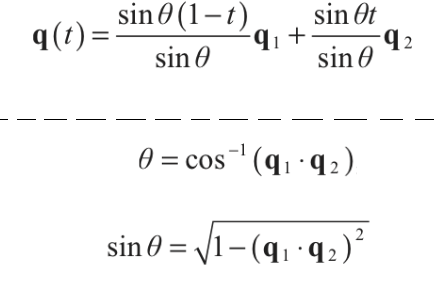 q(t) = sin θ(1 − t) / sin θ q₁ + sin θt / sin θ q₂
θ = cos⁻¹(q₁ · q₂)
sin θ = √(1 − (q₁ · q₂)²)